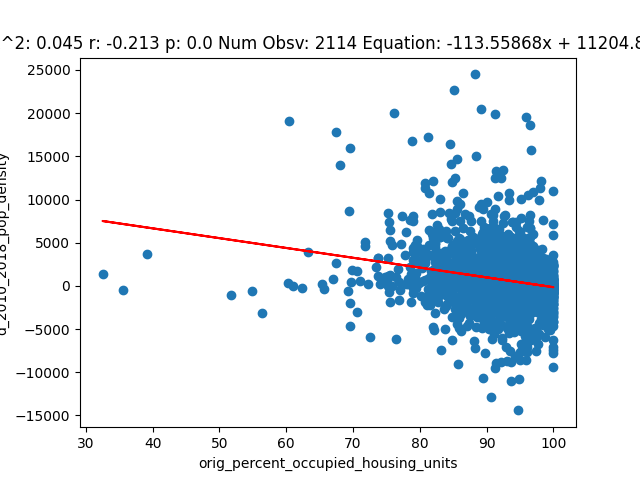 ^2: 0.045 r: -0.213 p: 0.0 Num Obsv: 2114 Equation: -113.55868x + 11204.8
25000
20000
15000
10000
5000
0
−5000
−10000
−15000
d_2010_2018_pop_density
30 40 50 60 70 80 90 100
orig_percent_occupied_housing_units